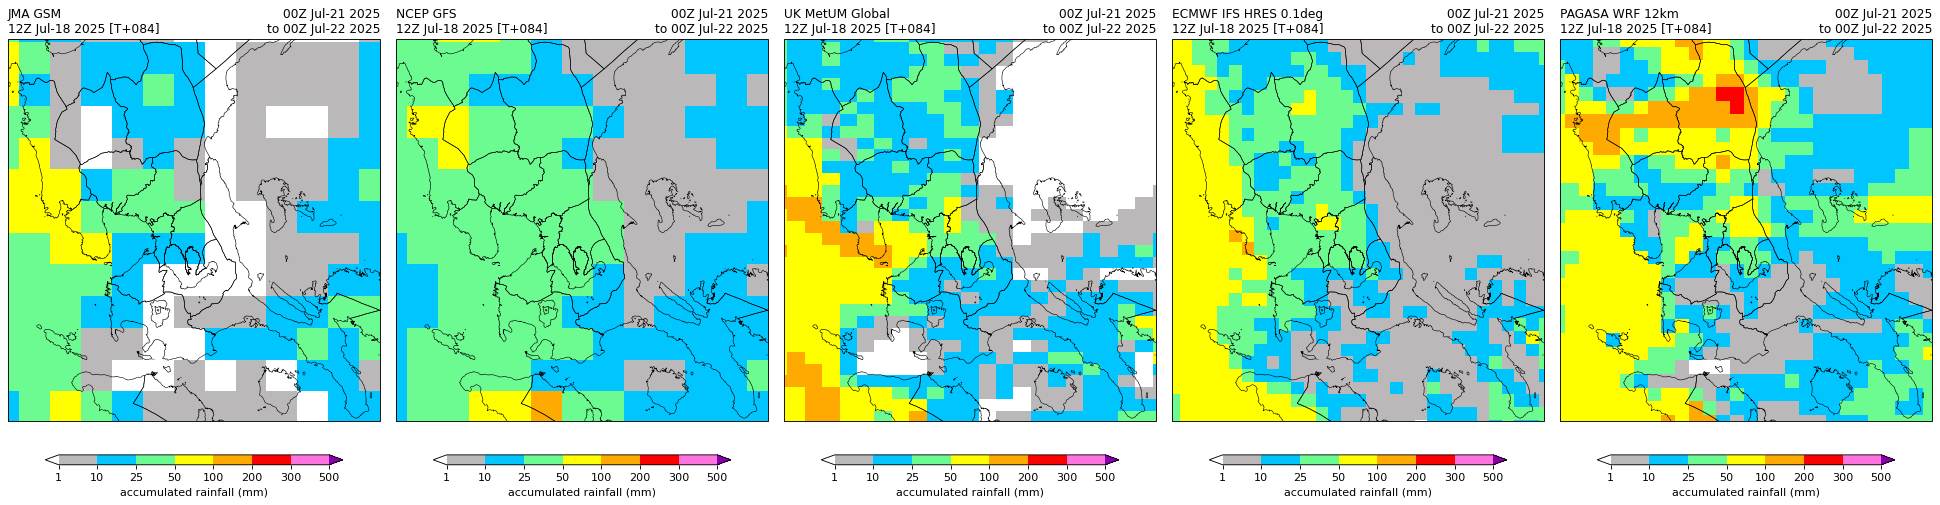 JMA GSM 00Z Jul-21 2025
12Z Jul-18 2025 [T+084] to 00Z Jul-22 2025
NCEP GFS 00Z Jul-21 2025
12Z Jul-18 2025 [T+084] to 00Z Jul-22 2025
UK MetUM Global 00Z Jul-21 2025
12Z Jul-18 2025 [T+084] to 00Z Jul-22 2025
ECMWF IFS HRES 0.1deg 00Z Jul-21 2025
12Z Jul-18 2025 [T+084] to 00Z Jul-22 2025
PAGASA WRF 12km 00Z Jul-21 2025
12Z Jul-18 2025 [T+084] to 00Z Jul-22 2025
1 10 25 50 100 200 300 500
accumulated rainfall (mm)
1 10 25 50 100 200 300 500
accumulated rainfall (mm)
1 10 25 50 100 200 300 500
accumulated rainfall (mm)
1 10 25 50 100 200 300 500
accumulated rainfall (mm)
1 10 25 50 100 200 300 500
accumulated rainfall (mm)